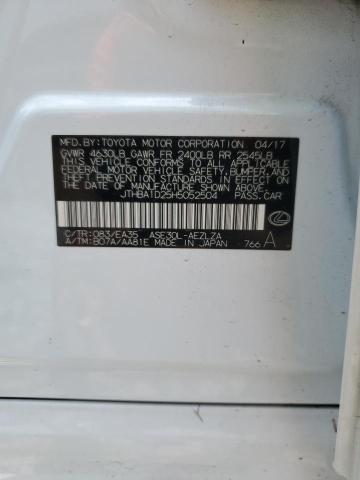 MFD.BY: TOYOTA MOTOR CORPORATION 04/17
GVWR 4630LB GAWR FR 2400LB RR 2545LB
THIS VEHICLE CONFORMS TO ALL APPLICABLE
FEDERAL MOTOR VEHICLE SAFETY, BUMPER, AND
THEFT PREVENTION STANDARDS IN EFFECT ON
THE DATE OF MANUFACTURE SHOWN ABOVE.
JTHBA1D25H5052504 PASS.CAR
C/TR: 083/EA35 ASE30L-AEZLZA
A/TM: B07A/AA81E MADE IN JAPAN 766 A